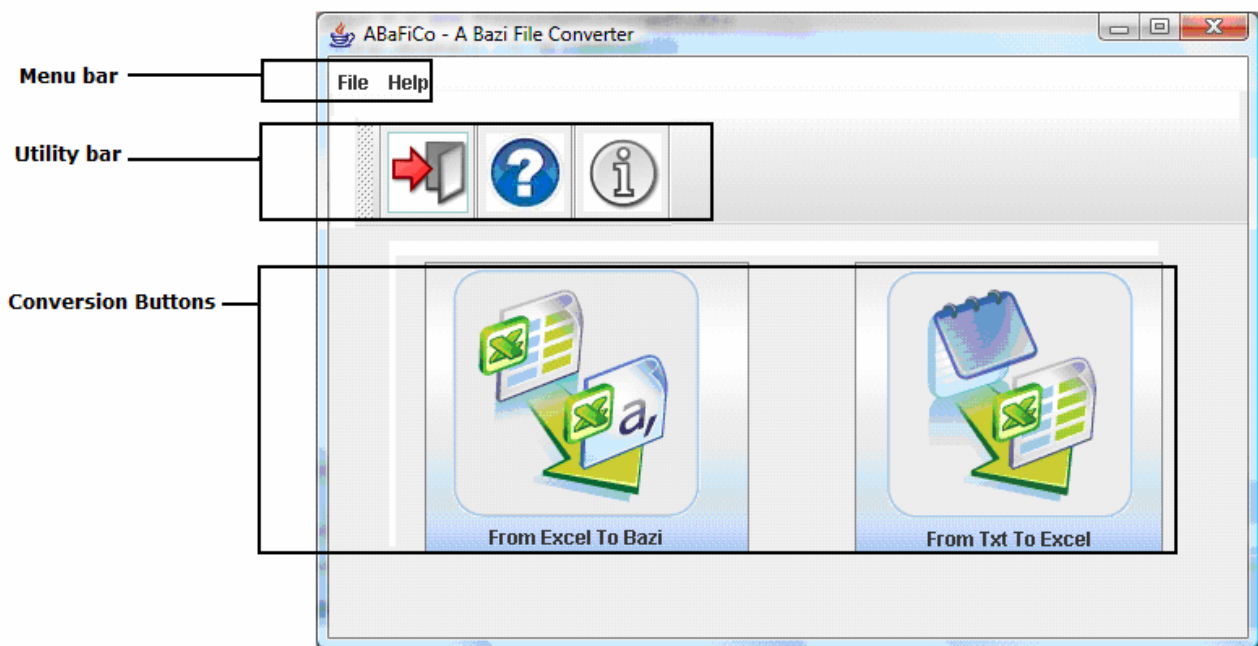 ABaFiCo - A Bazi File Converter
Menu bar
File Help
Utility bar
Conversion Buttons
a,
From Excel To Bazi
From Txt To Excel